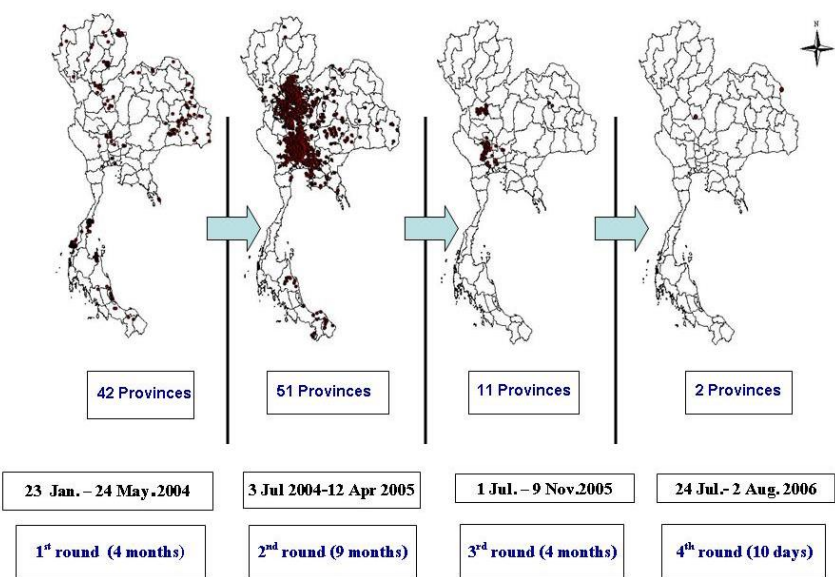 42 Provinces
51 Provinces
11 Provinces
2 Provinces
23 Jan. – 24 May.2004
3 Jul 2004-12 Apr 2005
1 Jul. – 9 Nov.2005
24 Jul.- 2 Aug. 2006
1st round (4 months)
2nd round (9 months)
3rd round (4 months)
4th round (10 days)